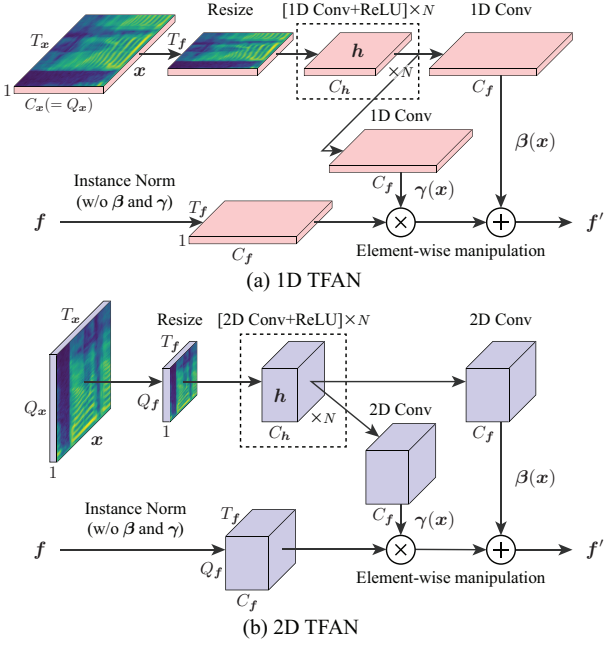 Resize
[1D Conv+ReLU]×N
1D Conv
T_x
T_f
h
x
1
C_x(= Q_x)
C_h
×N
C_f
1D Conv
β(x)
Instance Norm
(w/o β and γ)
T_f
C_f
γ(x)
f
1
×
+
f′
C_f
Element-wise manipulation
(a) 1D TFAN
T_x
Resize
[2D Conv+ReLU]×N
2D Conv
T_f
Q_x
Q_f
h
x
1
1
C_h
×N
2D Conv
C_f
C_f
γ(x)
β(x)
Instance Norm
(w/o β and γ)
T_f
f
Q_f
×
+
f′
C_f
Element-wise manipulation
(b) 2D TFAN